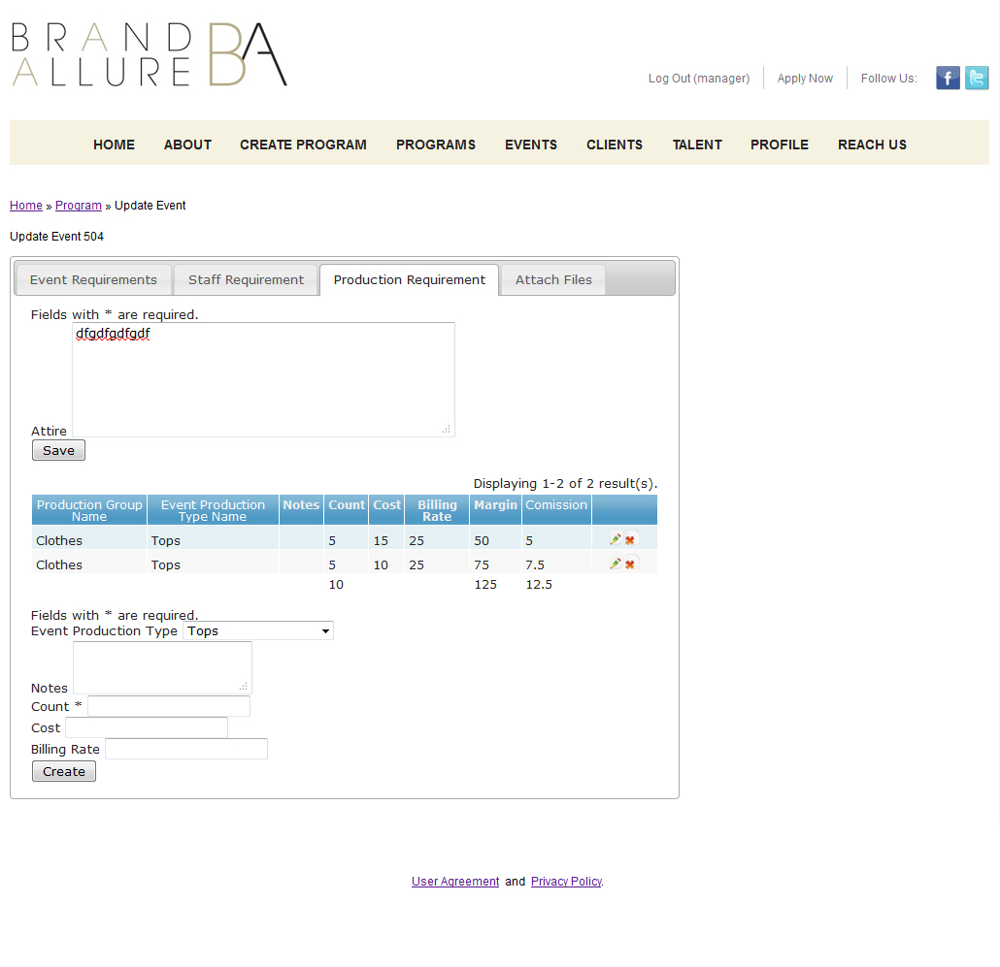 BRAND BA
ALLURE
Log Out (manager) Apply Now Follow Us:
HOME ABOUT CREATE PROGRAM PROGRAMS EVENTS CLIENTS TALENT PROFILE REACH US
Home » Program » Update Event
Update Event 504
Event Requirements Staff Requirement Production Requirement Attach Files
Fields with * are required.
dfgdfgdfgdf
Attire
Save
Displaying 1-2 of 2 result(s).
Production Group Name Event Production Type Name Notes Count Cost Billing Rate Margin Comission
Clothes Tops 5 15 25 50 5
Clothes Tops 5 10 25 75 7.5
10 125 12.5
Fields with * are required.
Event Production Type Tops
Notes
Count *
Cost
Billing Rate
Create
User Agreement and Privacy Policy.